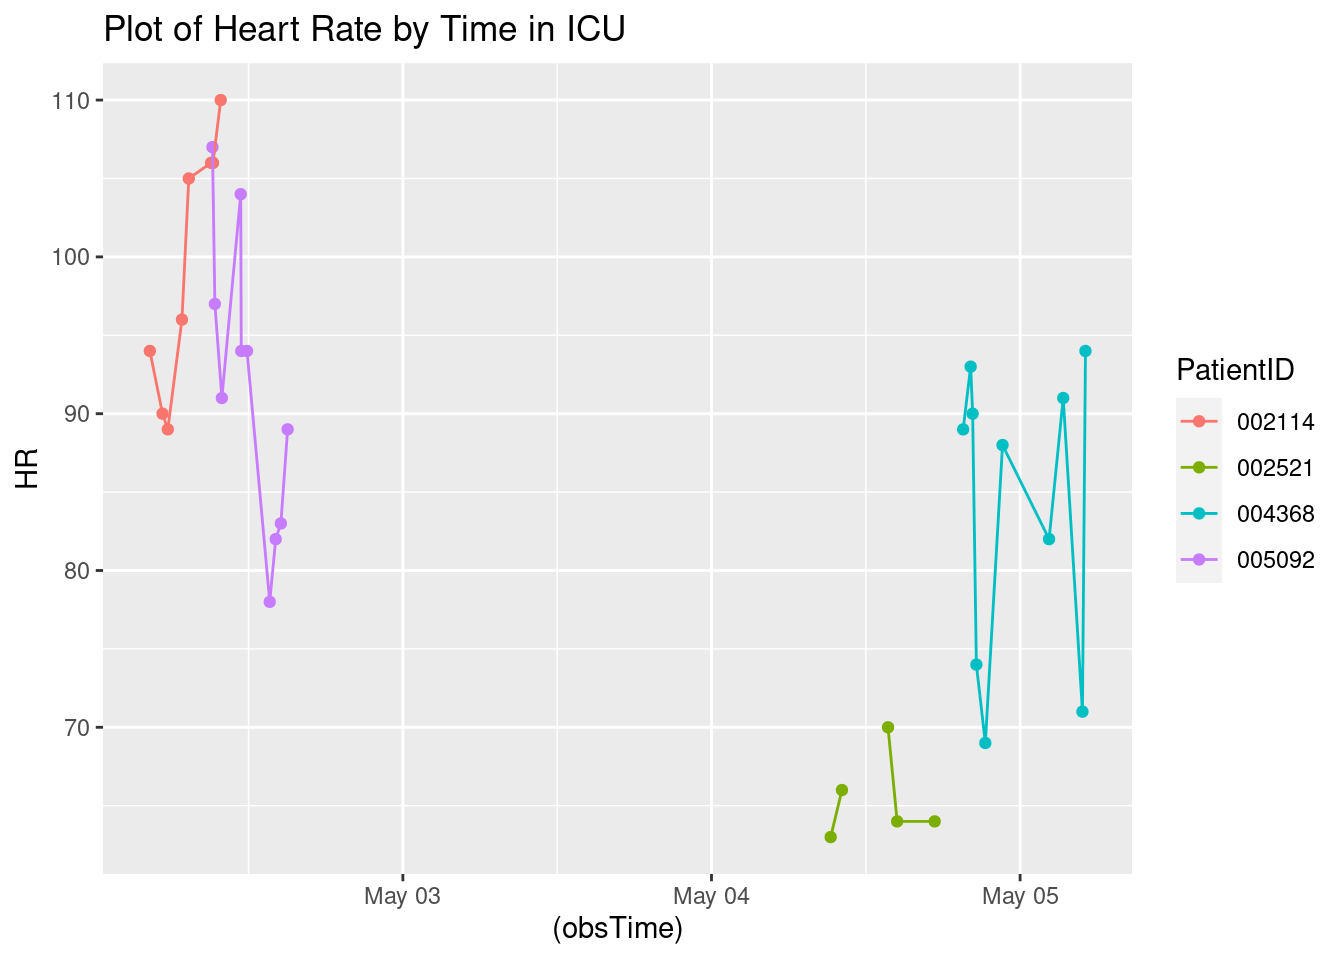 Plot of Heart Rate by Time in ICU
110
100
90
80
70
HR
May 03
May 04
May 05
(obsTime)
PatientID
002114
002521
004368
005092